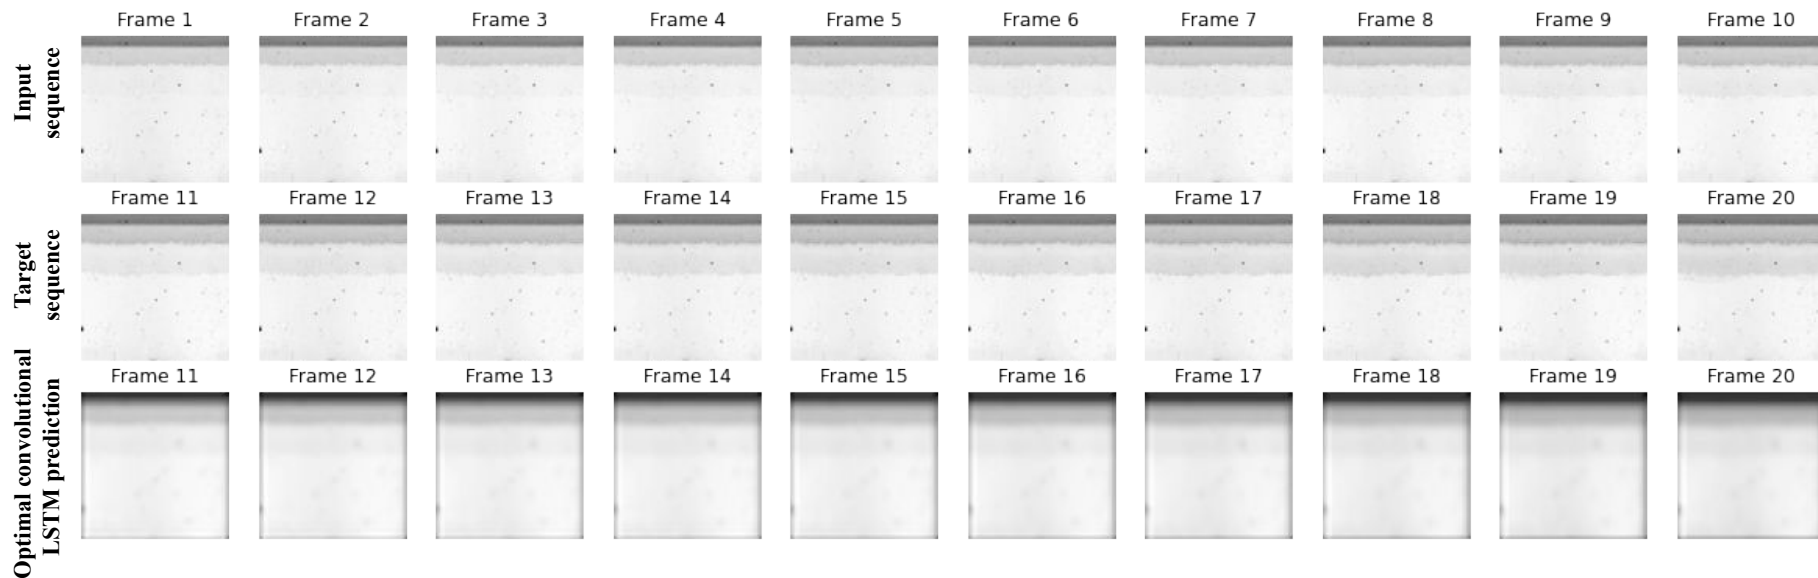 Frame 1 Frame 2 Frame 3 Frame 4 Frame 5 Frame 6 Frame 7 Frame 8 Frame 9 Frame 10
Input
sequence
Frame 11 Frame 12 Frame 13 Frame 14 Frame 15 Frame 16 Frame 17 Frame 18 Frame 19 Frame 20
Target
sequence
Frame 11 Frame 12 Frame 13 Frame 14 Frame 15 Frame 16 Frame 17 Frame 18 Frame 19 Frame 20
Optimal convolutional
LSTM prediction